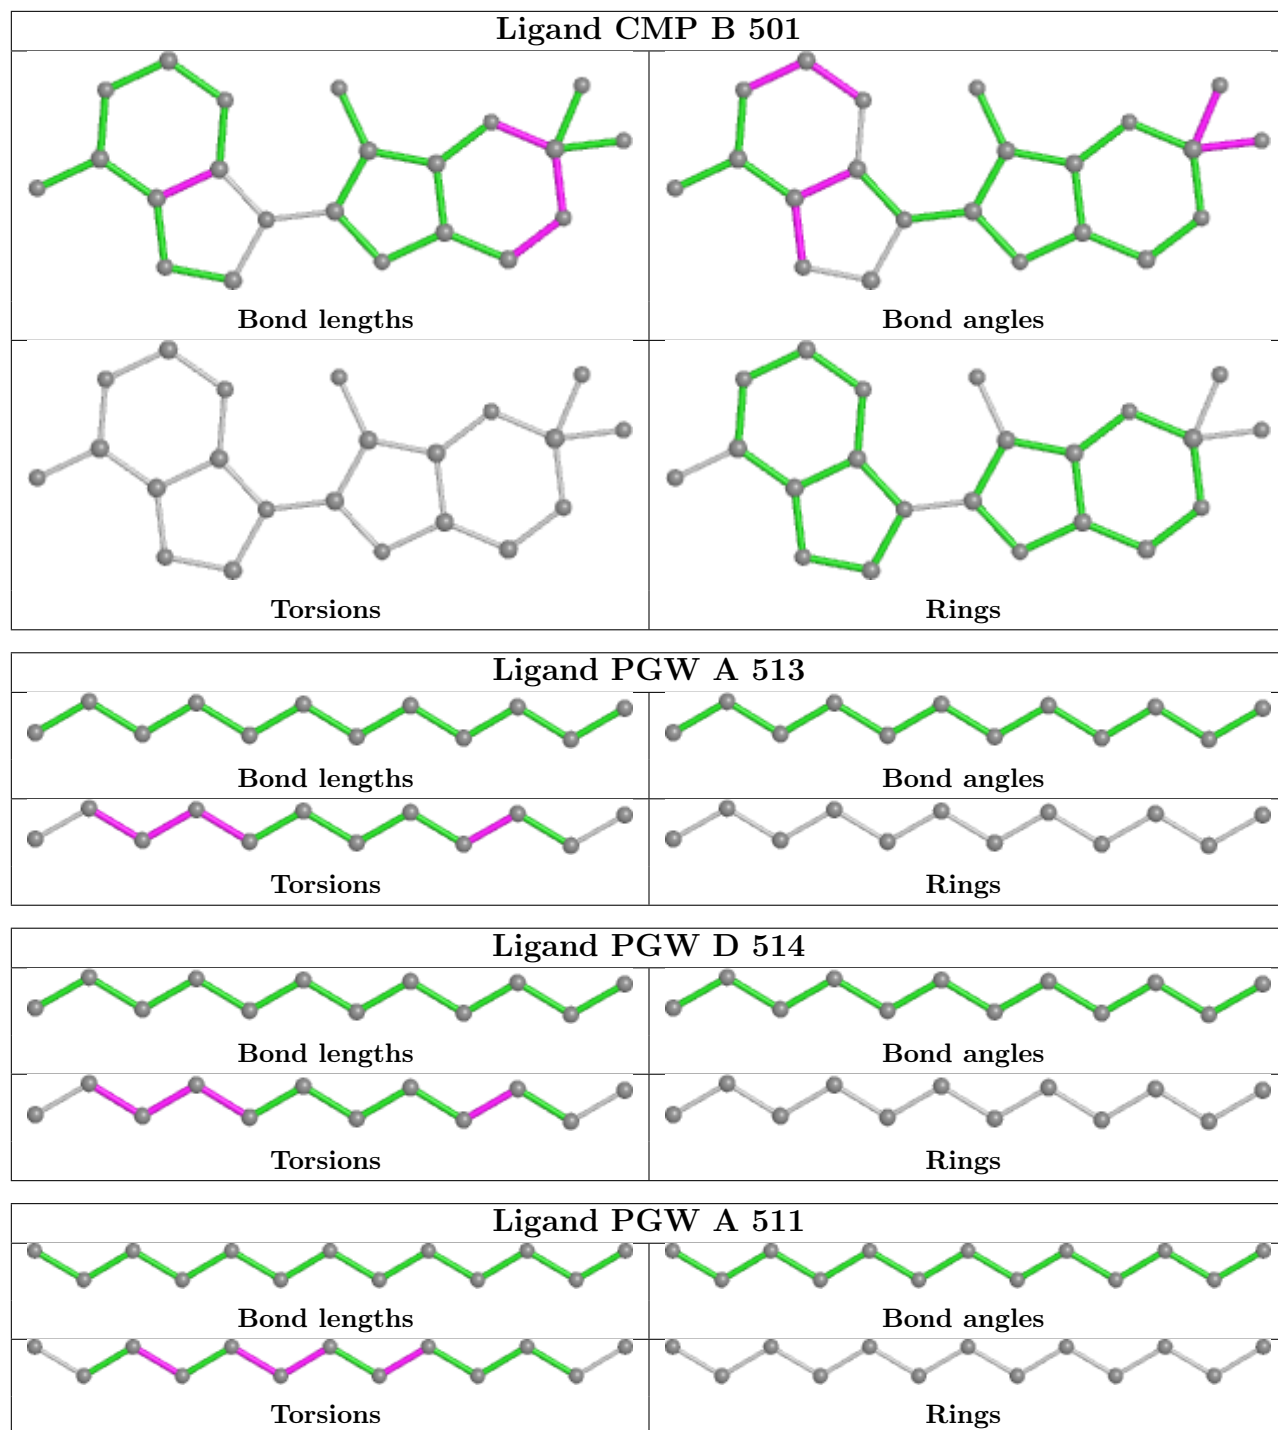 Ligand CMP B 501
Bond lengths
Bond angles
Torsions
Rings
Ligand PGW A 513
Bond lengths
Bond angles
Torsions
Rings
Ligand PGW D 514
Bond lengths
Bond angles
Torsions
Rings
Ligand PGW A 511
Bond lengths
Bond angles
Torsions
Rings